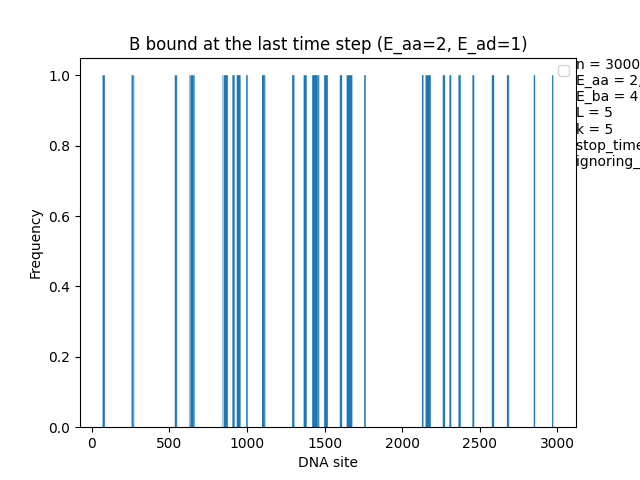 B bound at the last time step (E_aa=2, E_ad=1)
n = 3000
E_aa = 2,
E_ba = 4
L = 5
k = 5
stop_time
ignoring_
Frequency
1.0
0.8
0.6
0.4
0.2
0.0
0
500
1000
1500
2000
2500
3000
DNA site